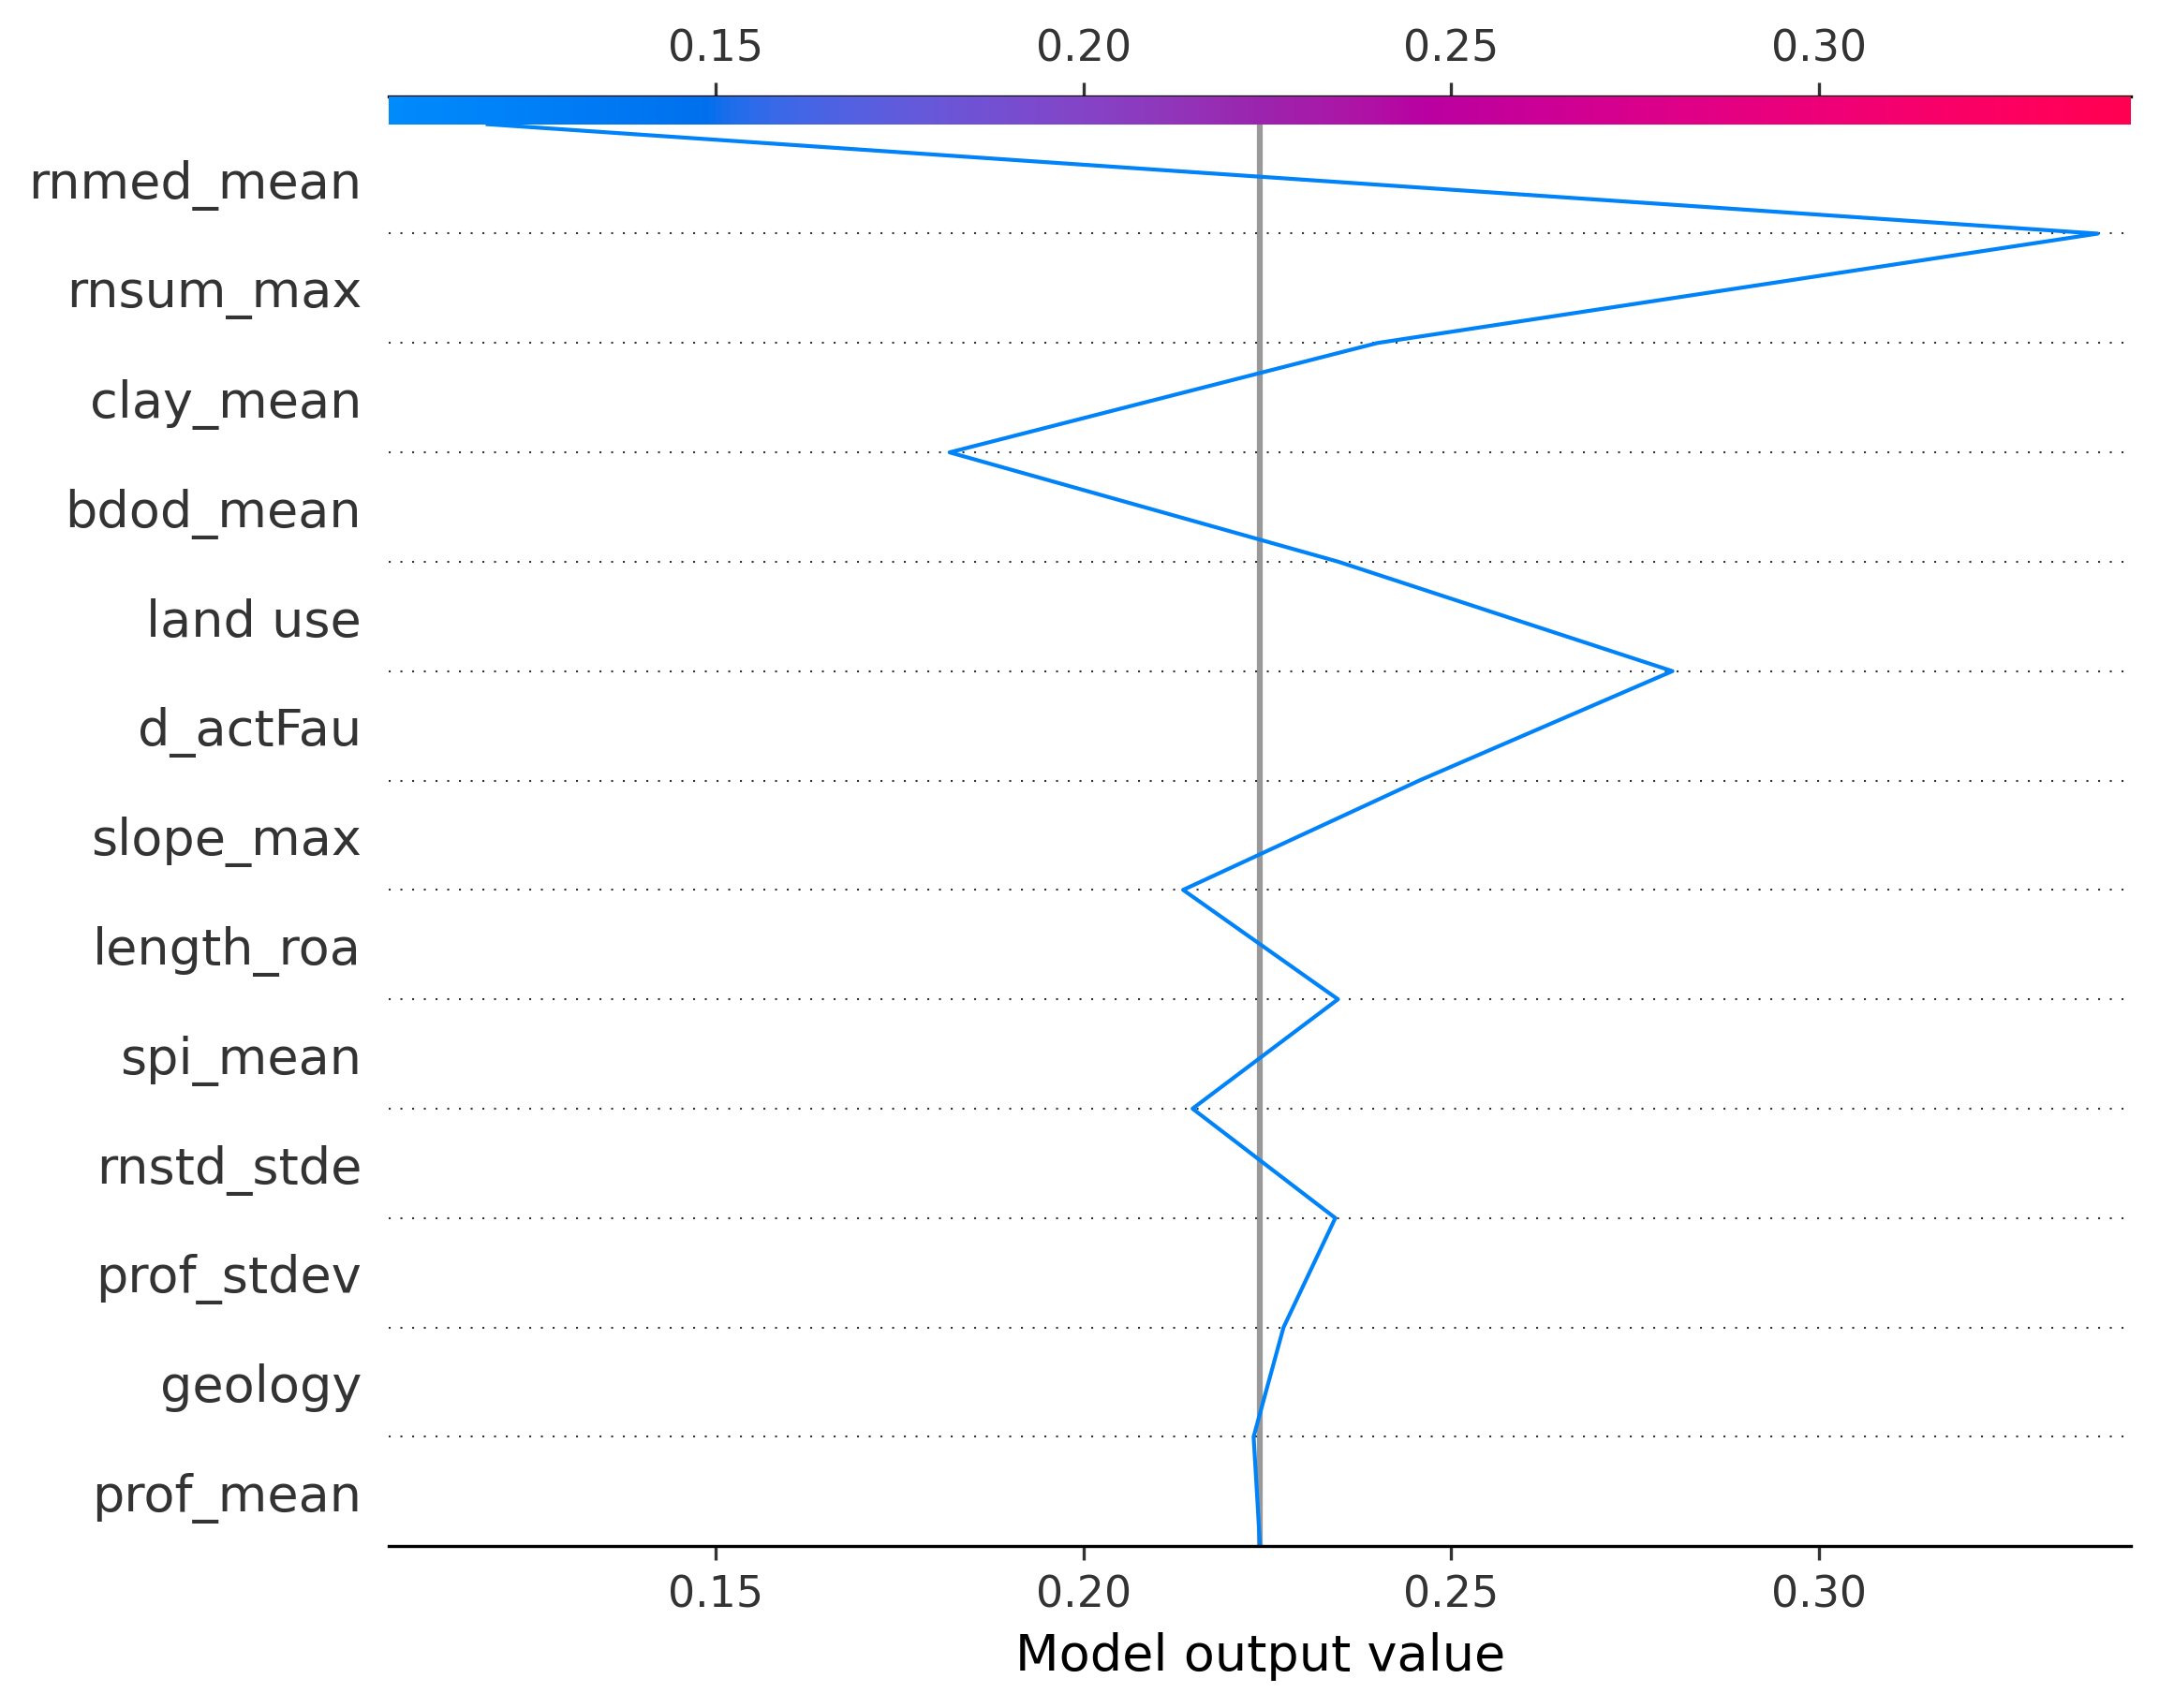 0.15 0.20 0.25 0.30
rnmed_mean
rnsum_max
clay_mean
bdod_mean
land use
d_actFau
slope_max
length_roa
spi_mean
rnstd_stde
prof_stdev
geology
prof_mean
0.15 0.20 0.25 0.30
Model output value